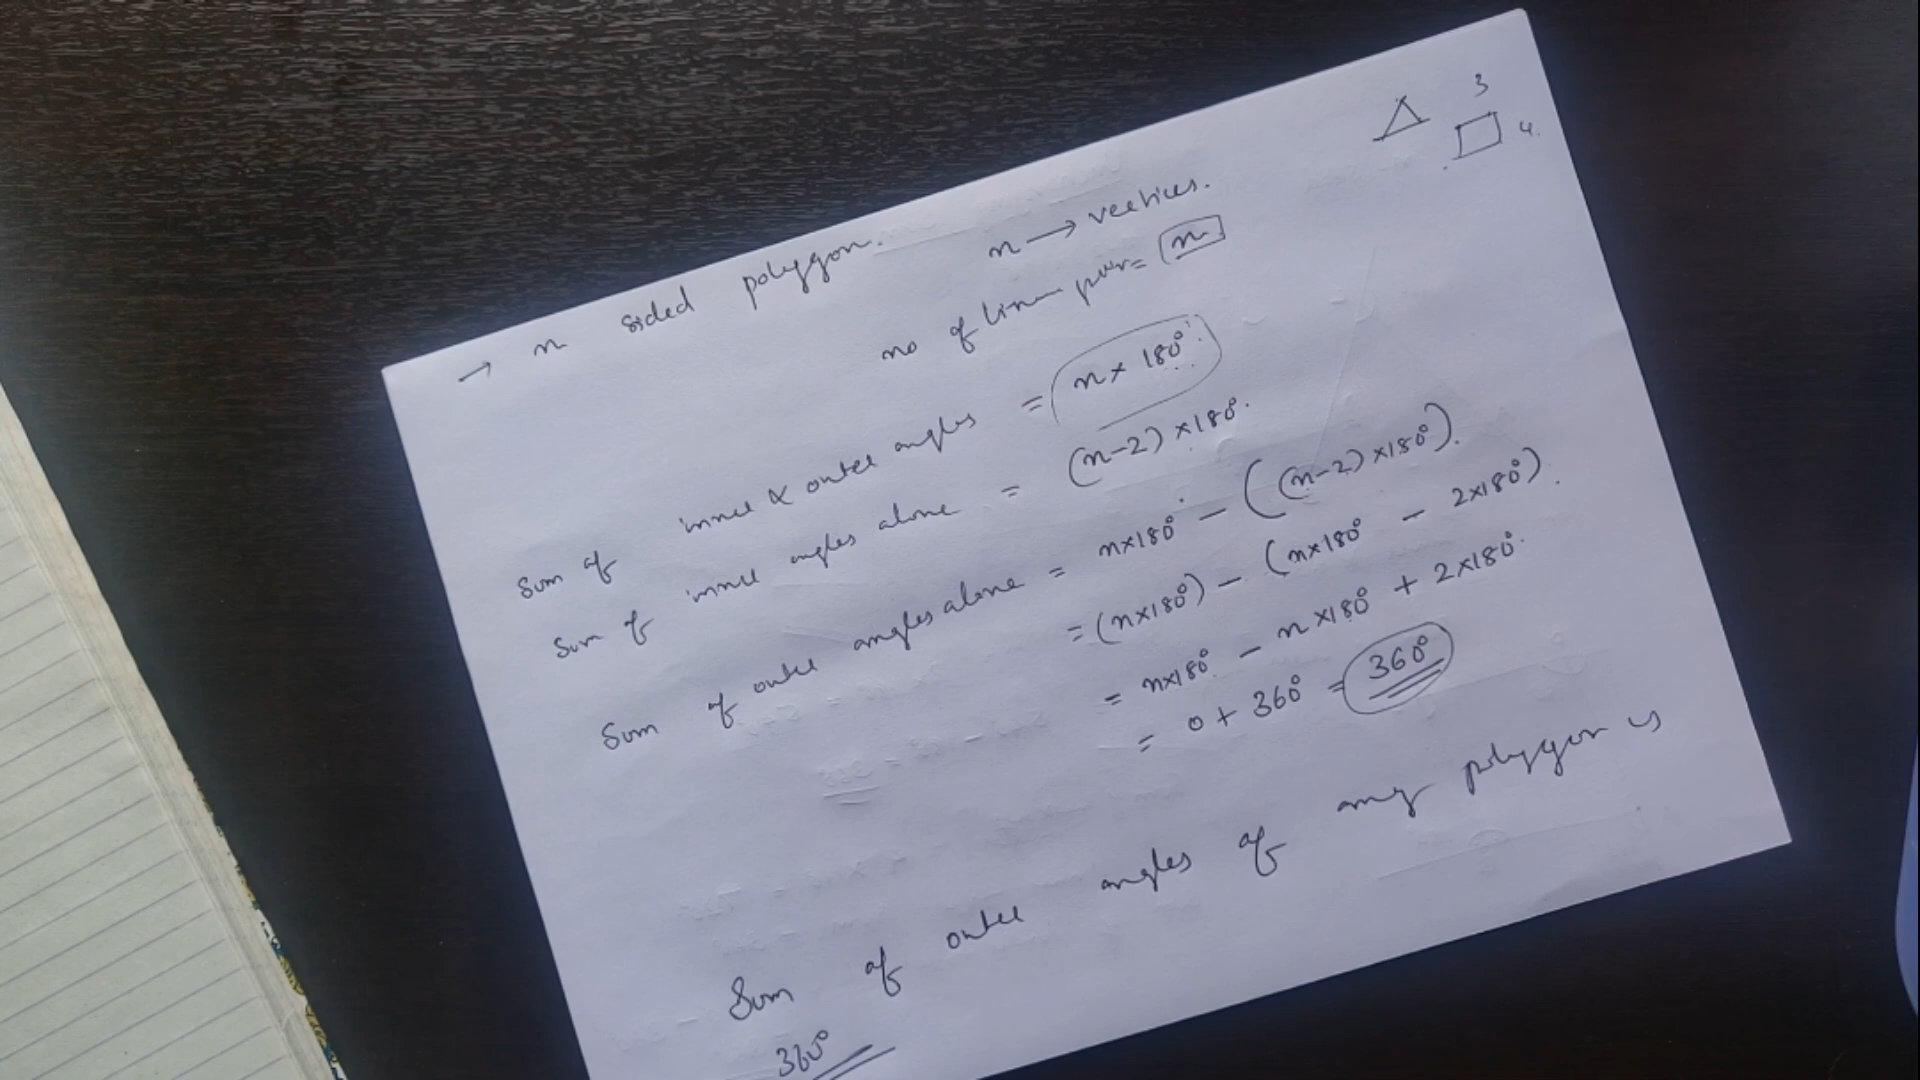 3
4.
→ n sided polygon. n → vertices.
no of linear pair = n
Sum of inner & outer angles = n × 180°
Sum of inner angles alone = (n-2) × 180°.
Sum of outer angles alone = n×180° - ((n-2) × 180°).
= (n×180°) - (n×180° - 2×180°).
= n×180° - n×180° + 2×180°.
= 0 + 360° = 360°
Sum of outer angles of any polygon is
360°